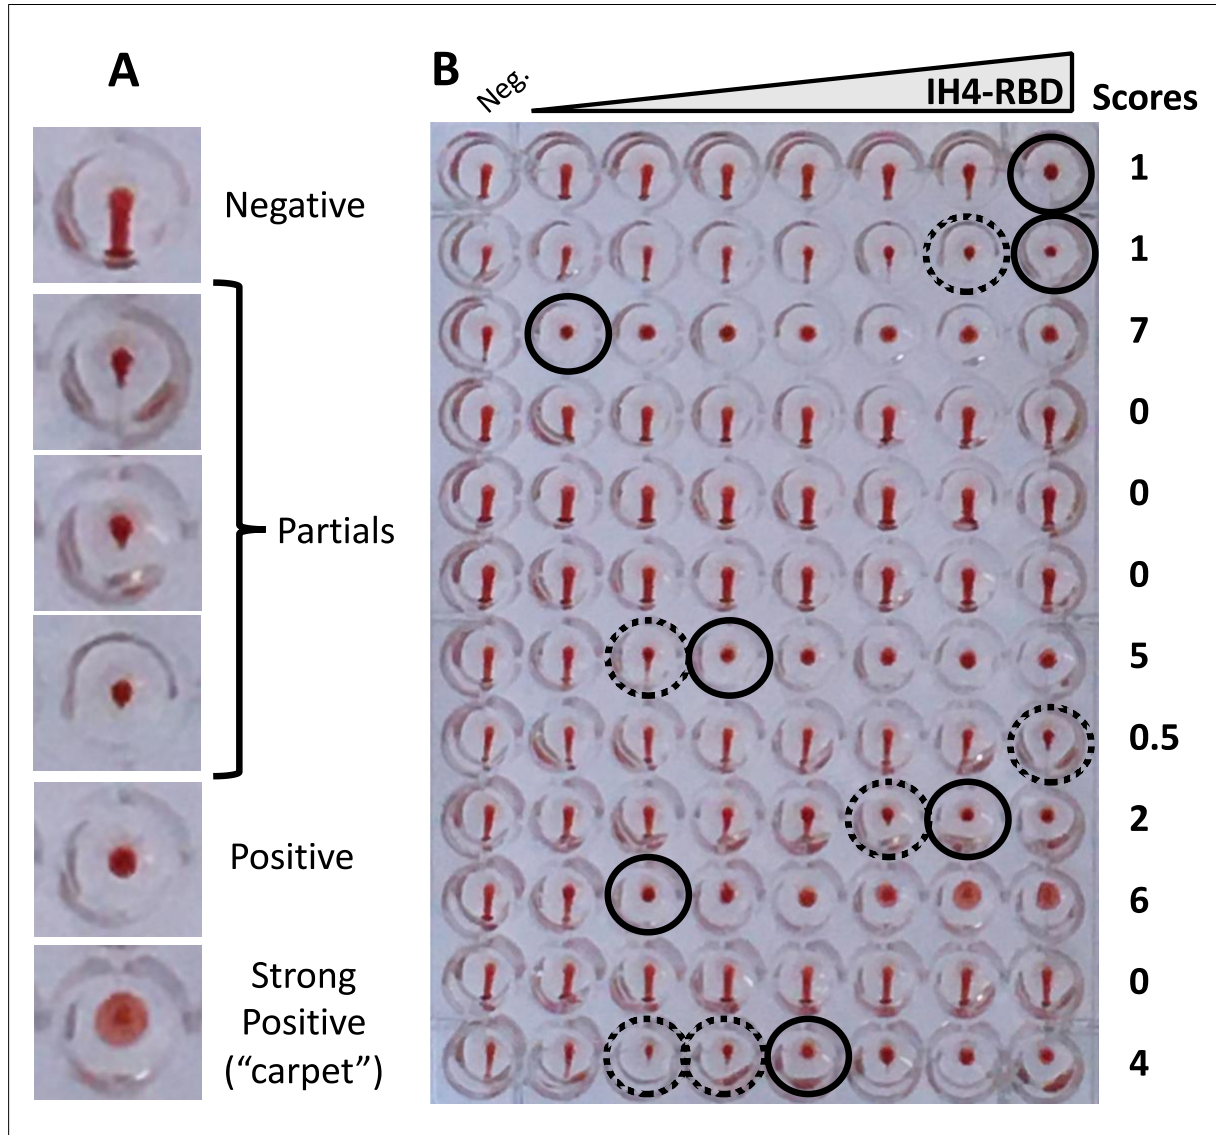 A
Negative
Partials
Positive
Strong
Positive
(“carpet”)
B
Neg.
IH4-RBD
Scores
1
1
7
0
0
0
5
0.5
2
6
0
4